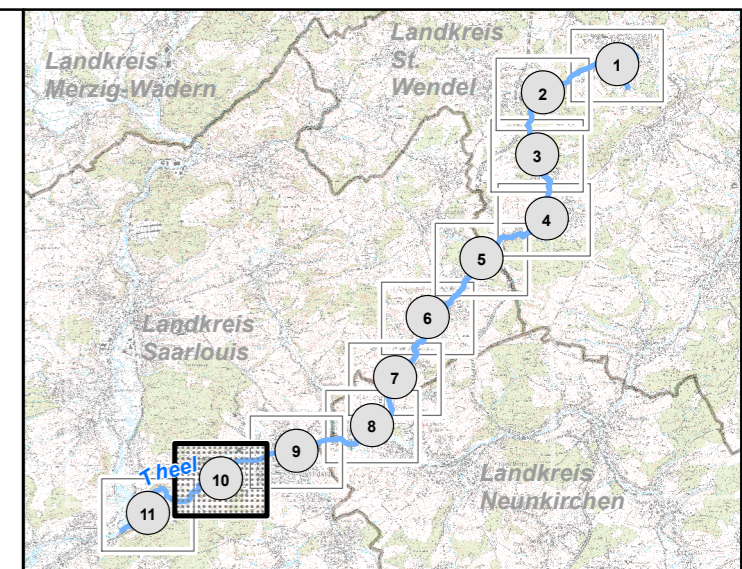 Landkreis
Merzig-Wadern
Landkreis
St.
Wendel
1
2
3
4
5
6
Landkreis
Saarlouis
7
8
9
Theel
10
11
Landkreis
Neunkirchen